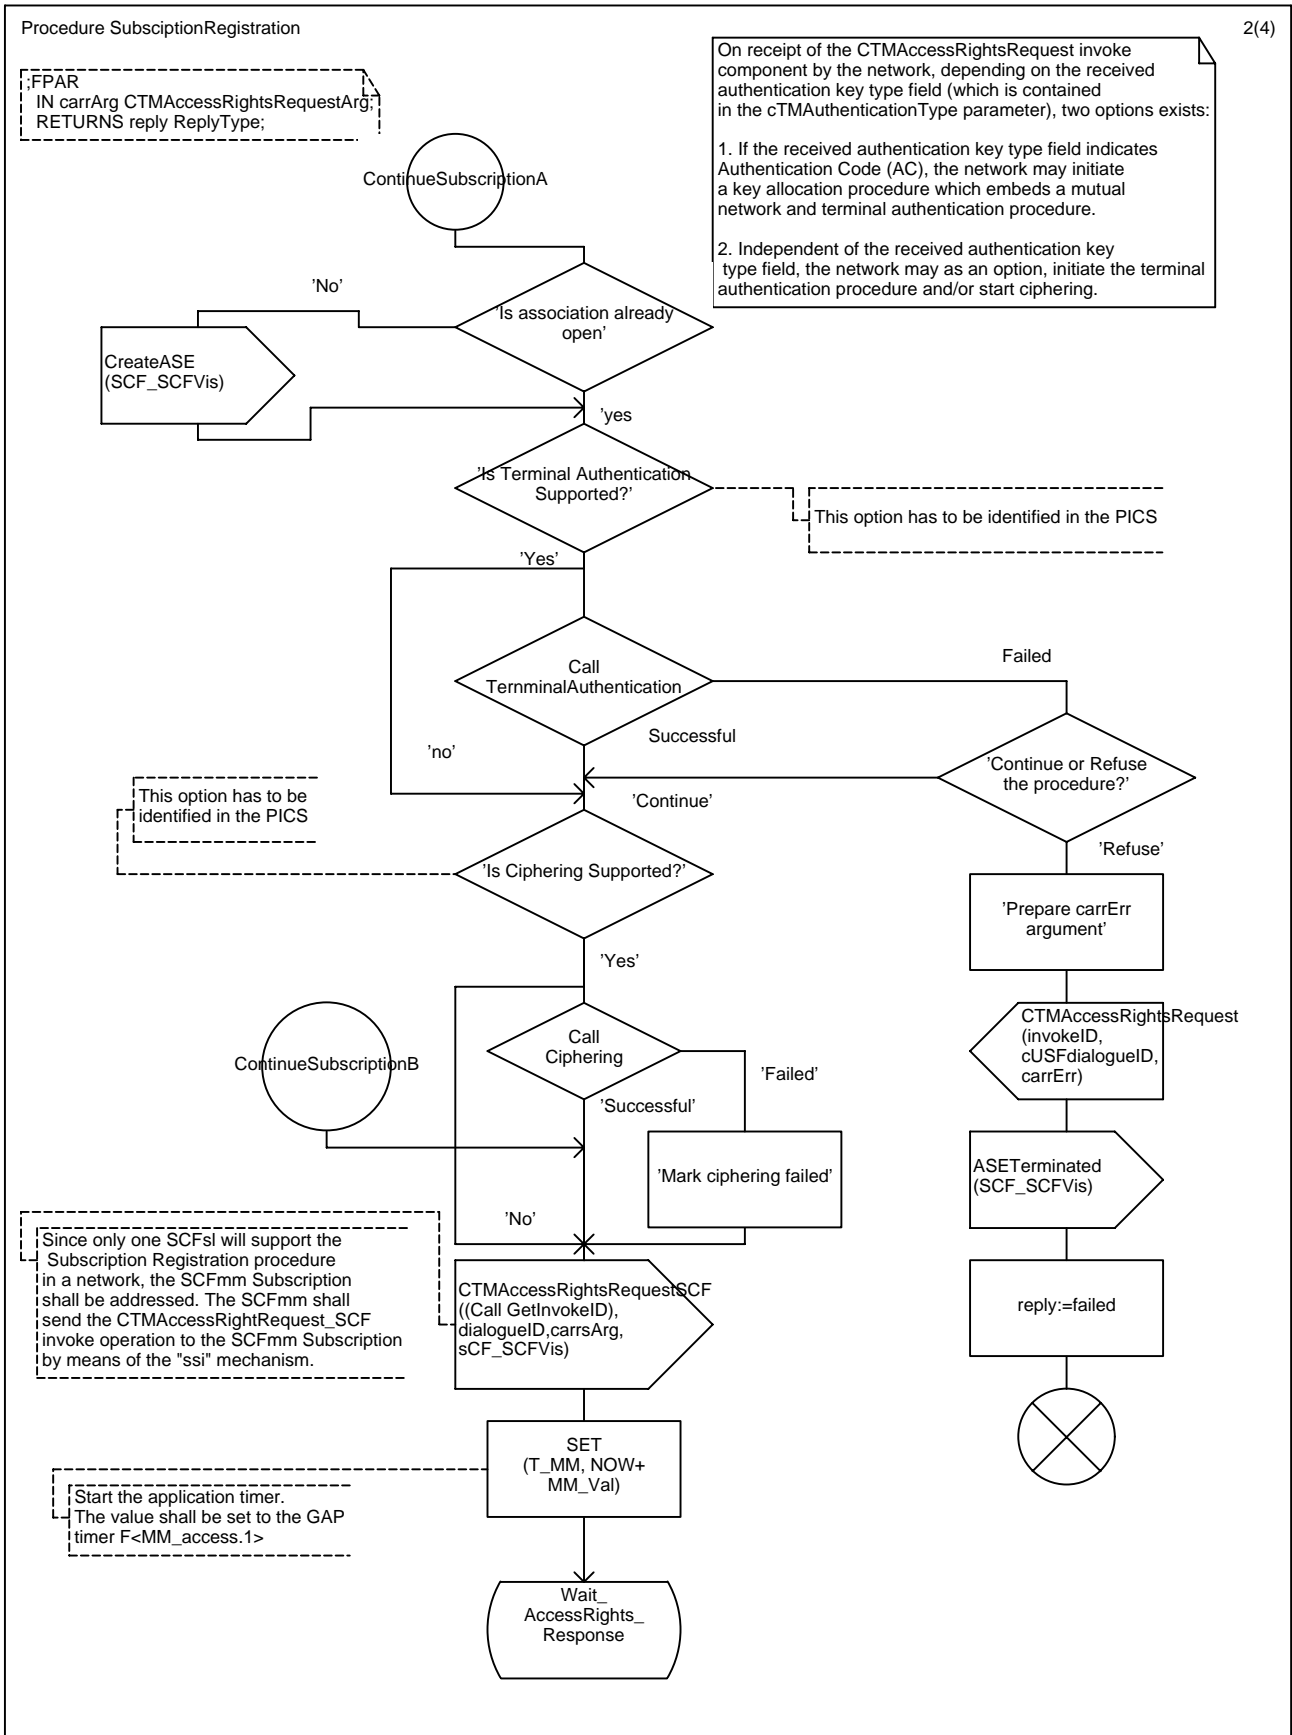 Procedure SubsciptionRegistration
2(4)
;FPAR
IN carrArg CTMAccessRightsRequestArg;
RETURNS reply ReplyType;
On receipt of the CTMAccessRightsRequest invoke
component by the network, depending on the received
authentication key type field (which is contained
in the cTMAuthenticationType parameter), two options exists:
1. If the received authentication key type field indicates
Authentication Code (AC), the network may initiate
a key allocation procedure which embeds a mutual
network and terminal authentication procedure.
2. Independent of the received authentication key
type field, the network may as an option, initiate the terminal
authentication procedure and/or start ciphering.
ContinueSubscriptionA
'No'
'Is association already
open'
CreateASE
(SCF_SCFVis)
'yes
'Is Terminal Authentication
Supported?'
This option has to be identified in the PICS
'Yes'
Call
TernminalAuthentication
Failed
Successful
'no'
'Continue or Refuse
the procedure?'
'Continue'
This option has to be
identified in the PICS
'Is Ciphering Supported?'
'Refuse'
'Prepare carrErr
argument'
'Yes'
CTMAccessRightsRequest
(invokeID,
cUSFdialogueID,
carrErr)
Call
Ciphering
ContinueSubscriptionB
'Failed'
'Successful'
'Mark ciphering failed'
ASETerminated
(SCF_SCFVis)
'No'
Since only one SCFsl will support the
Subscription Registration procedure
in a network, the SCFmm Subscription
shall be addressed. The SCFmm shall
send the CTMAccessRightRequest_SCF
invoke operation to the SCFmm Subscription
by means of the "ssi" mechanism.
CTMAccessRightsRequestSCF
((Call GetInvokeID),
dialogueID,carrsArg,
sCF_SCFVis)
reply:=failed
SET
(T_MM, NOW+
MM_Val)
Start the application timer.
The value shall be set to the GAP
timer F<MM_access.1>
Wait_
AccessRights_
Response